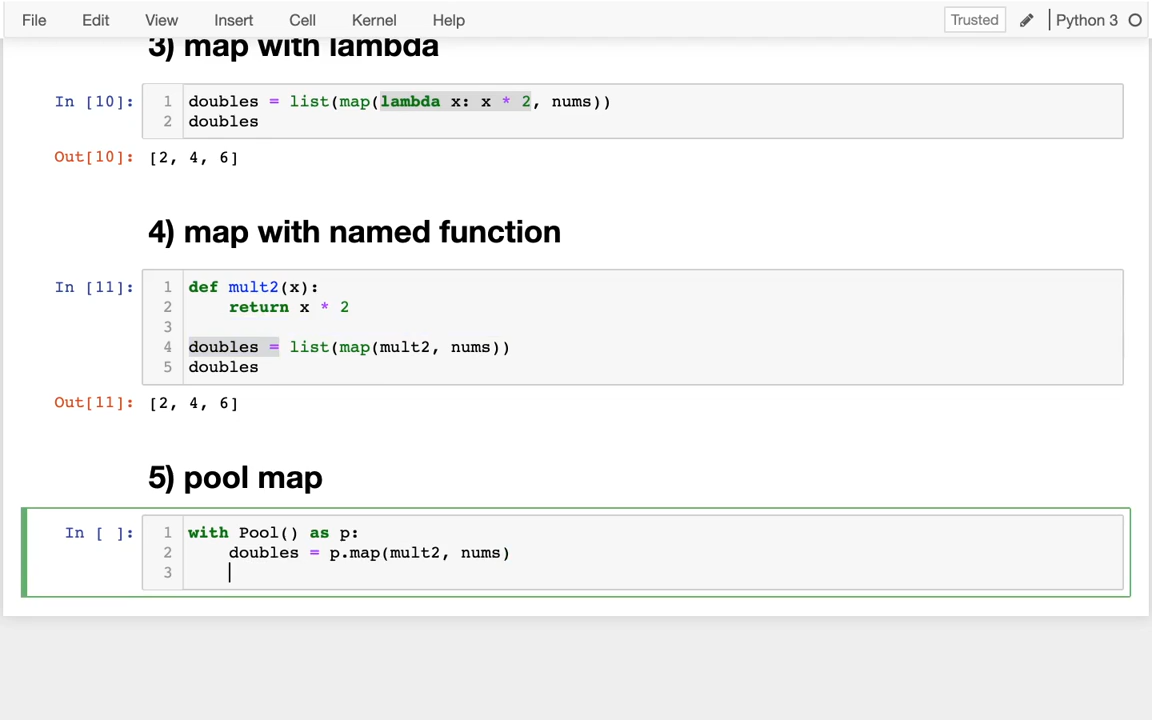 File Edit View Insert Cell Kernel Help Trusted Python 3
3) map with lambda
In [10]: 1 doubles = list(map(lambda x: x * 2, nums))
2 doubles
Out[10]: [2, 4, 6]
4) map with named function
In [11]: 1 def mult2(x):
2     return x * 2
3
4 doubles = list(map(mult2, nums))
5 doubles
Out[11]: [2, 4, 6]
5) pool map
In [ ]: 1 with Pool() as p:
2     doubles = p.map(mult2, nums)
3